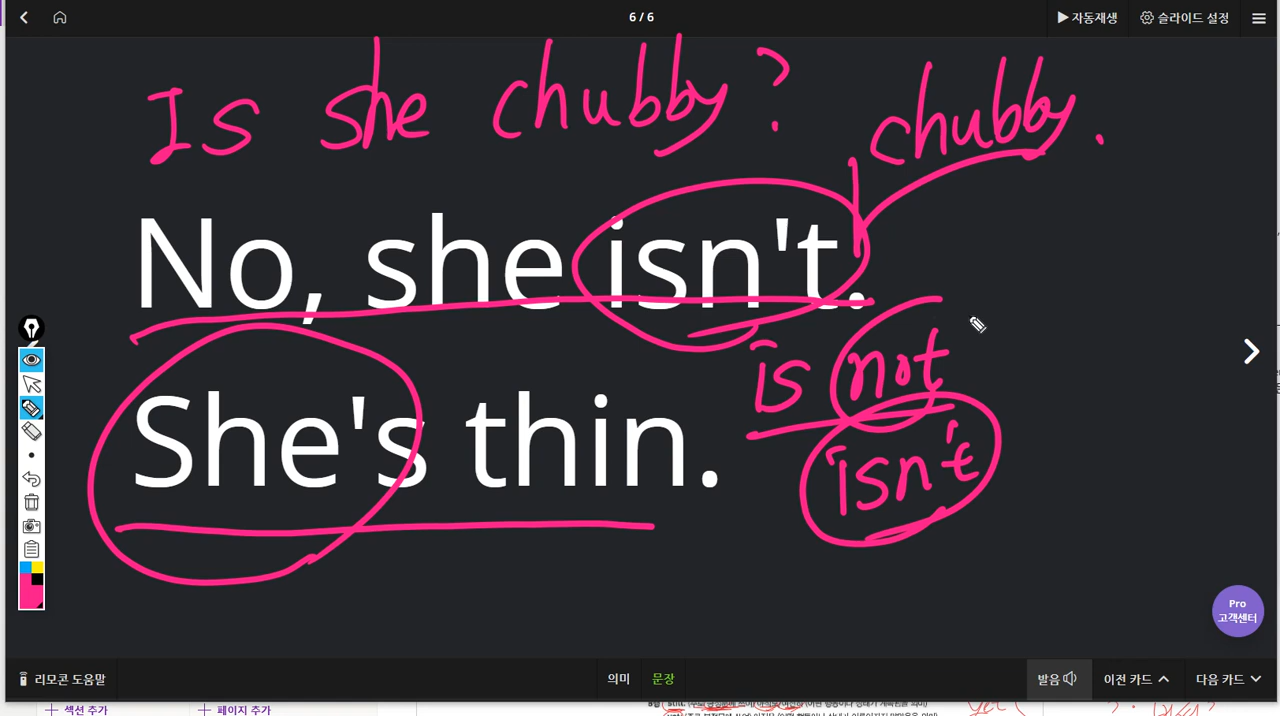 6 / 6
자동재생
슬라이드 설정
Is she chubby?
chubby.
No, she isn't.
is not
She's thin.
isn't
Pro
고객센터
리모콘 도움말
의미
문장
발음
이전 카드
다음 카드
섹션 추가
페이지 추가